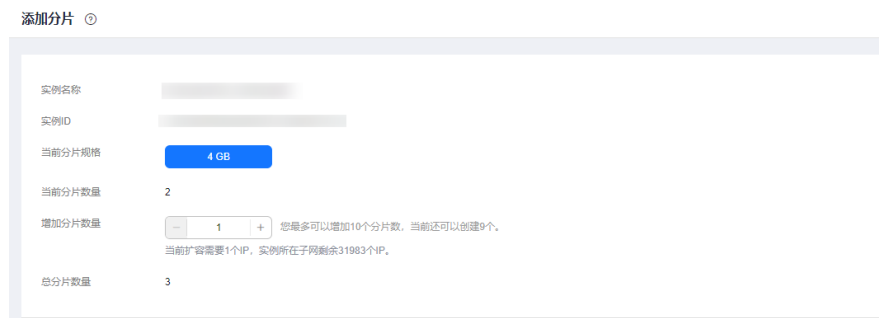 添加分片 ?
实例名称
实例ID
当前分片规格 4 GB
当前分片数量 2
增加分片数量 − 1 + 您最多可以增加10个分片数，当前还可以创建9个。
当前扩容需要1个IP，实例所在子网剩余31983个IP。
总分片数量 3